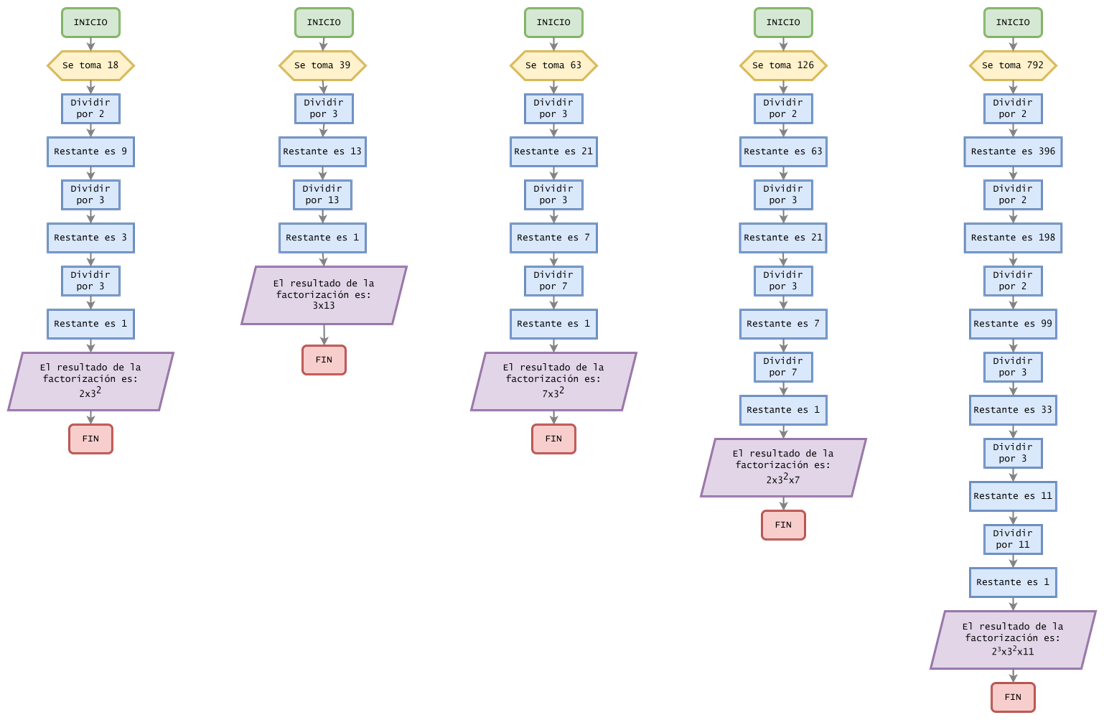 INICIO
Se toma 18
Dividir
por 2
Restante es 9
Dividir
por 3
Restante es 3
Dividir
por 3
Restante es 1
El resultado de la
factorización es:
2x3²
FIN
INICIO
Se toma 39
Dividir
por 3
Restante es 13
Dividir
por 13
Restante es 1
El resultado de la
factorización es:
3x13
FIN
INICIO
Se toma 63
Dividir
por 3
Restante es 21
Dividir
por 3
Restante es 7
Dividir
por 7
Restante es 1
El resultado de la
factorización es:
7x3²
FIN
INICIO
Se toma 126
Dividir
por 2
Restante es 63
Dividir
por 3
Restante es 21
Dividir
por 3
Restante es 7
Dividir
por 7
Restante es 1
El resultado de la
factorización es:
2x3²x7
FIN
INICIO
Se toma 792
Dividir
por 2
Restante es 396
Dividir
por 2
Restante es 198
Dividir
por 2
Restante es 99
Dividir
por 3
Restante es 33
Dividir
por 3
Restante es 11
Dividir
por 11
Restante es 1
El resultado de la
factorización es:
2³x3²x11
FIN